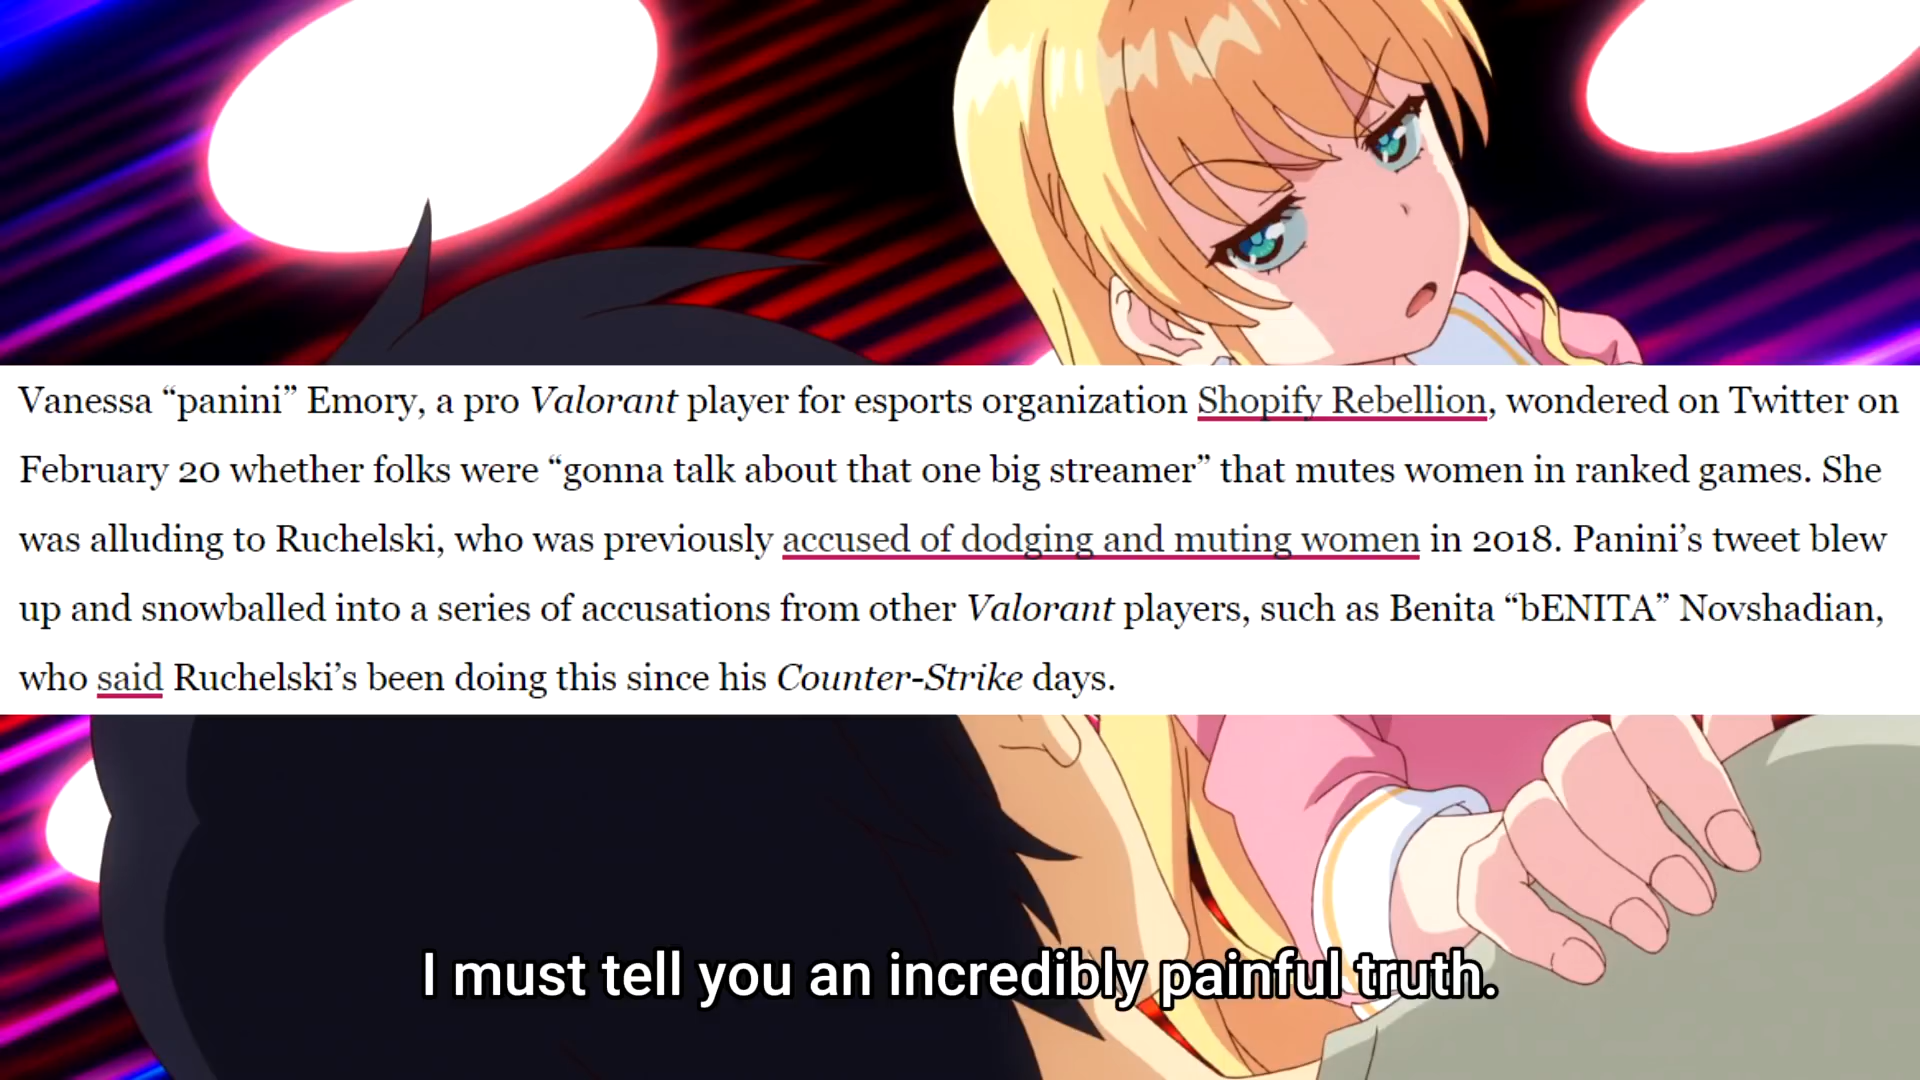 Vanessa “panini” Emory, a pro Valorant player for esports organization Shopify Rebellion, wondered on Twitter on
February 20 whether folks were “gonna talk about that one big streamer” that mutes women in ranked games. She
was alluding to Ruchelski, who was previously accused of dodging and muting women in 2018. Panini’s tweet blew
up and snowballed into a series of accusations from other Valorant players, such as Benita “bENITA” Novshadian,
who said Ruchelski’s been doing this since his Counter-Strike days.
I must tell you an incredibly painful truth.